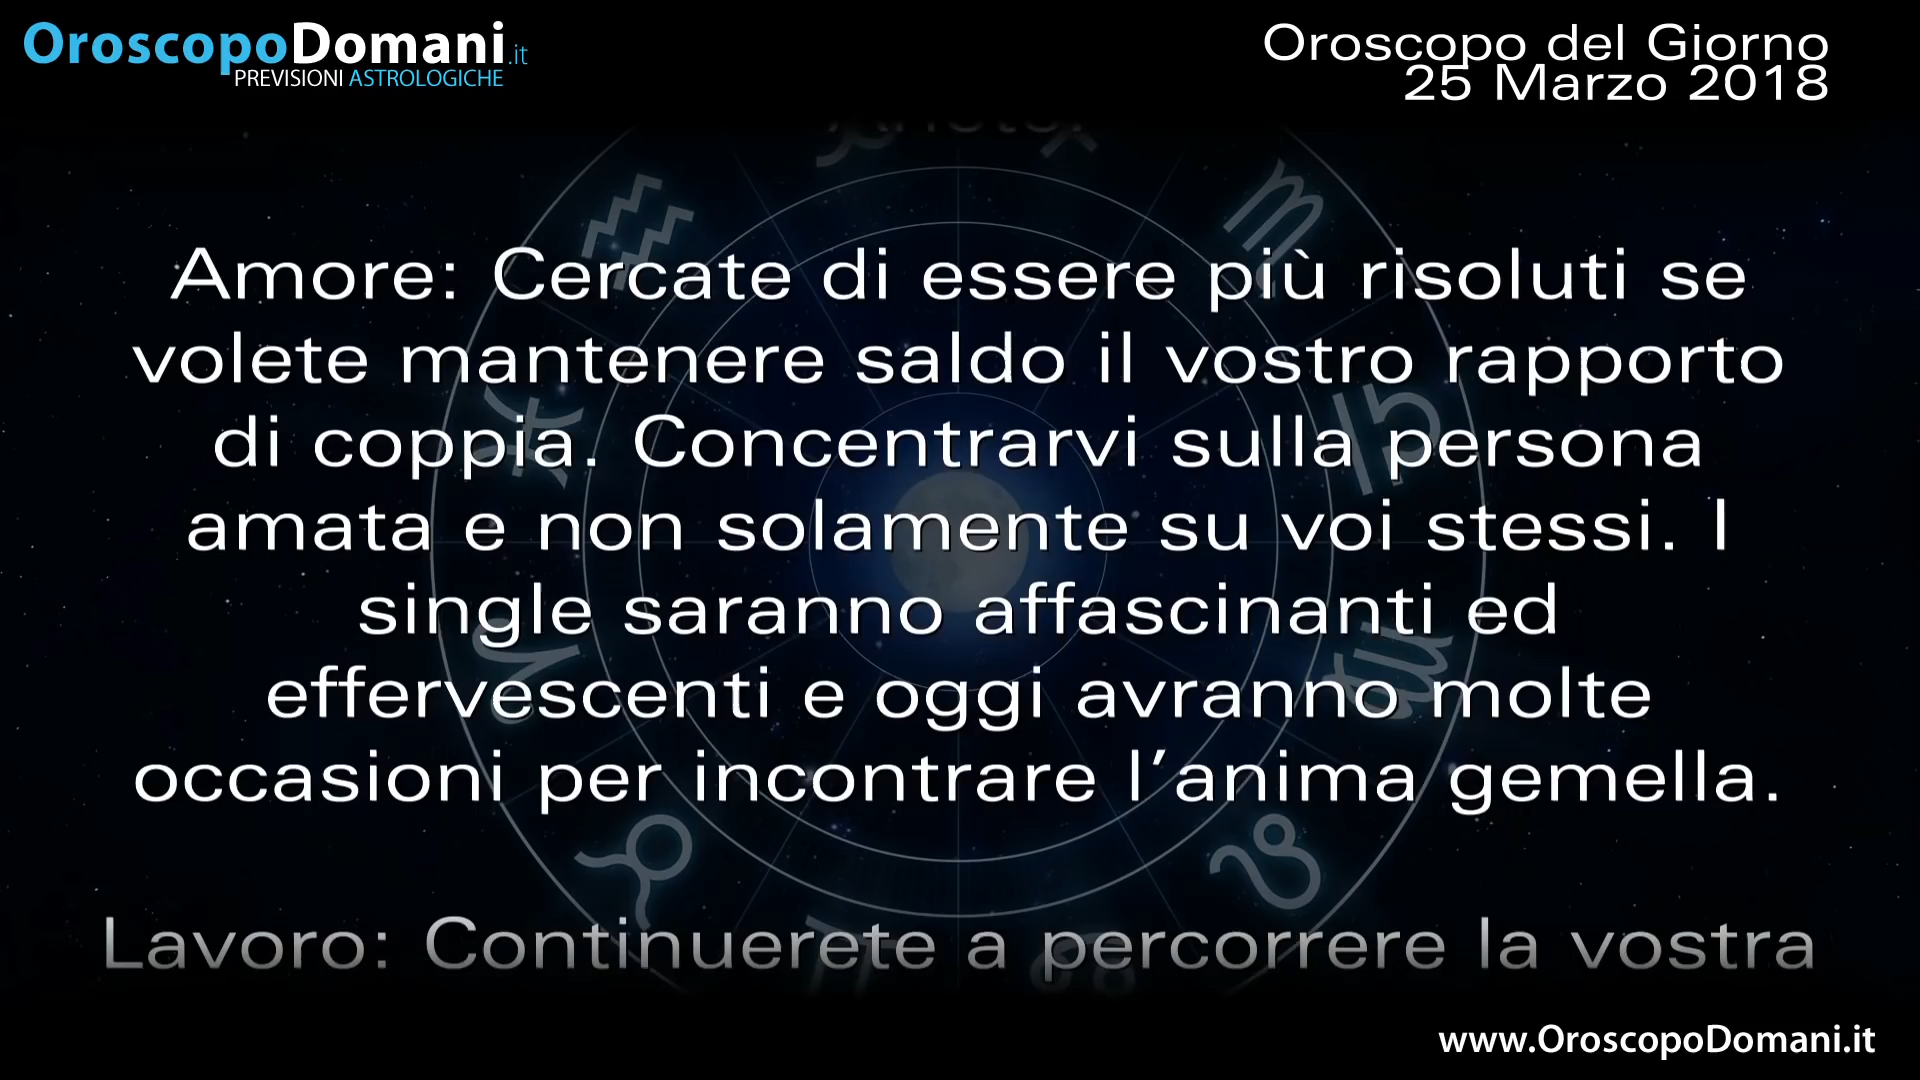 OroscopoDomani.it
PREVISIONI ASTROLOGICHE
Oroscopo del Giorno
25 Marzo 2018
Amore: Cercate di essere più risoluti se
volete mantenere saldo il vostro rapporto
di coppia. Concentrarvi sulla persona
amata e non solamente su voi stessi. I
single saranno affascinanti ed
effervescenti e oggi avranno molte
occasioni per incontrare l’anima gemella.
Lavoro: Continuerete a percorrere la vostra
www.OroscopoDomani.it